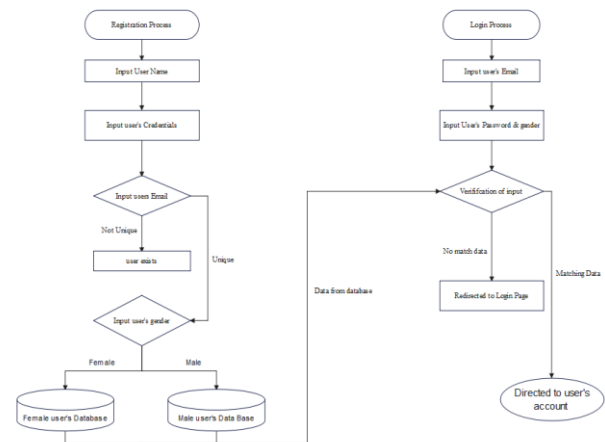 Registration Process
Input User Name
Input user's Credentials
Input users Email
Not Unique
Unique
user exists
Input user's gender
Female
Male
Female user's Database
Male user's Data Base
Login Process
Input user's Email
Input User's Password & gender
Verififcation of input
No match data
Matching Data
Data from database
Redirected to Login Page
Directed to user's
account